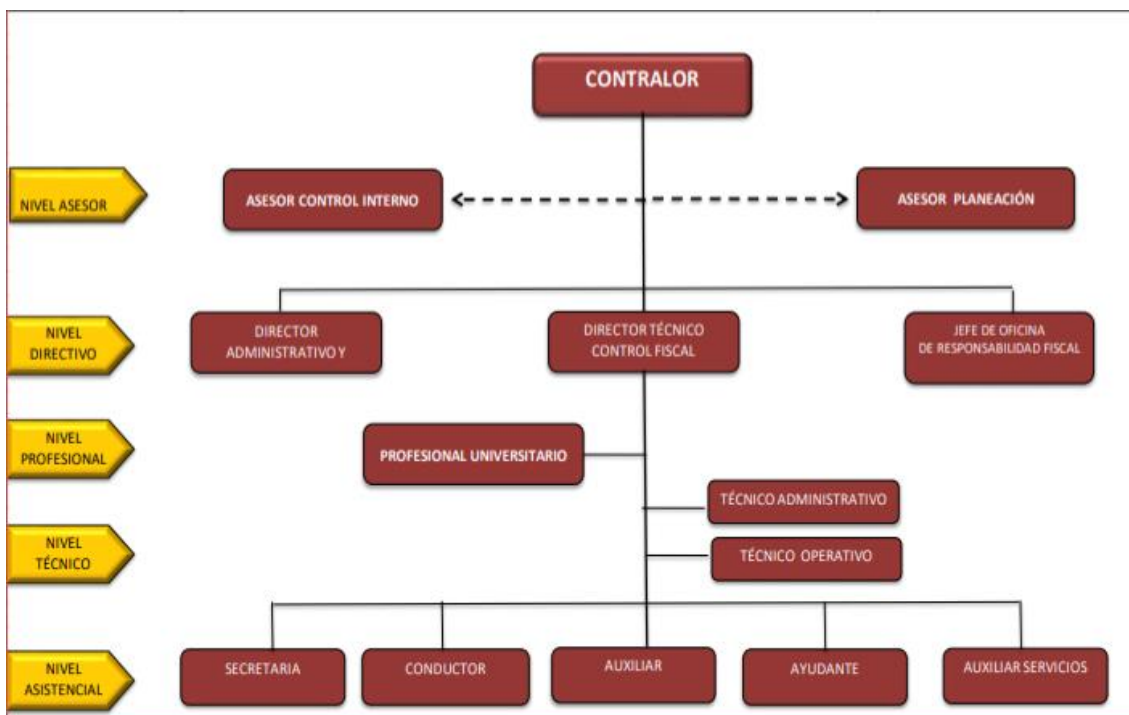 CONTRALOR
NIVEL ASESOR
ASESOR CONTROL INTERNO
ASESOR PLANEACIÓN
NIVEL
DIRECTIVO
DIRECTOR
ADMINISTRATIVO Y
DIRECTOR TÉCNICO
CONTROL FISCAL
JEFE DE OFICINA
DE RESPONSABILIDAD FISCAL
NIVEL
PROFESIONAL
PROFESIONAL UNIVERSITARIO
TÉCNICO ADMINISTRATIVO
NIVEL
TÉCNICO
TÉCNICO OPERATIVO
NIVEL
ASISTENCIAL
SECRETARIA
CONDUCTOR
AUXILIAR
AYUDANTE
AUXILIAR SERVICIOS